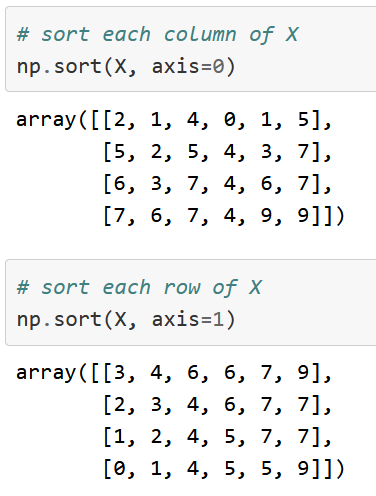 # sort each column of X
np.sort(X, axis=0)
array([[2, 1, 4, 0, 1, 5],
       [5, 2, 5, 4, 3, 7],
       [6, 3, 7, 4, 6, 7],
       [7, 6, 7, 4, 9, 9]])
# sort each row of X
np.sort(X, axis=1)
array([[3, 4, 6, 6, 7, 9],
       [2, 3, 4, 6, 7, 7],
       [1, 2, 4, 5, 7, 7],
       [0, 1, 4, 5, 5, 9]])